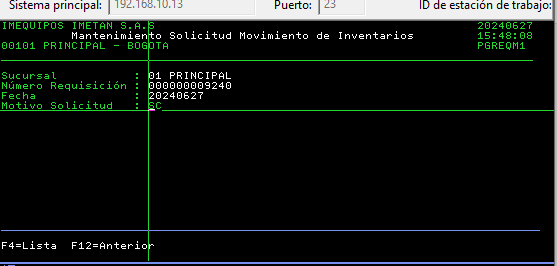 Sistema principal: 192.168.10.13 Puerto: 23 ID de estación de trabajo:
IMEQUIPOS IMETAN S.A.S 20240627
Mantenimiento Solicitud Movimiento de Inventarios 15:48:08
00101 PRINCIPAL - BOGOTA PGREQM1
Sucursal : 01 PRINCIPAL
Número Requisición : 000000009240
Fecha : 20240627
Motivo Solicitud : SC
F4=Lista F12=Anterior